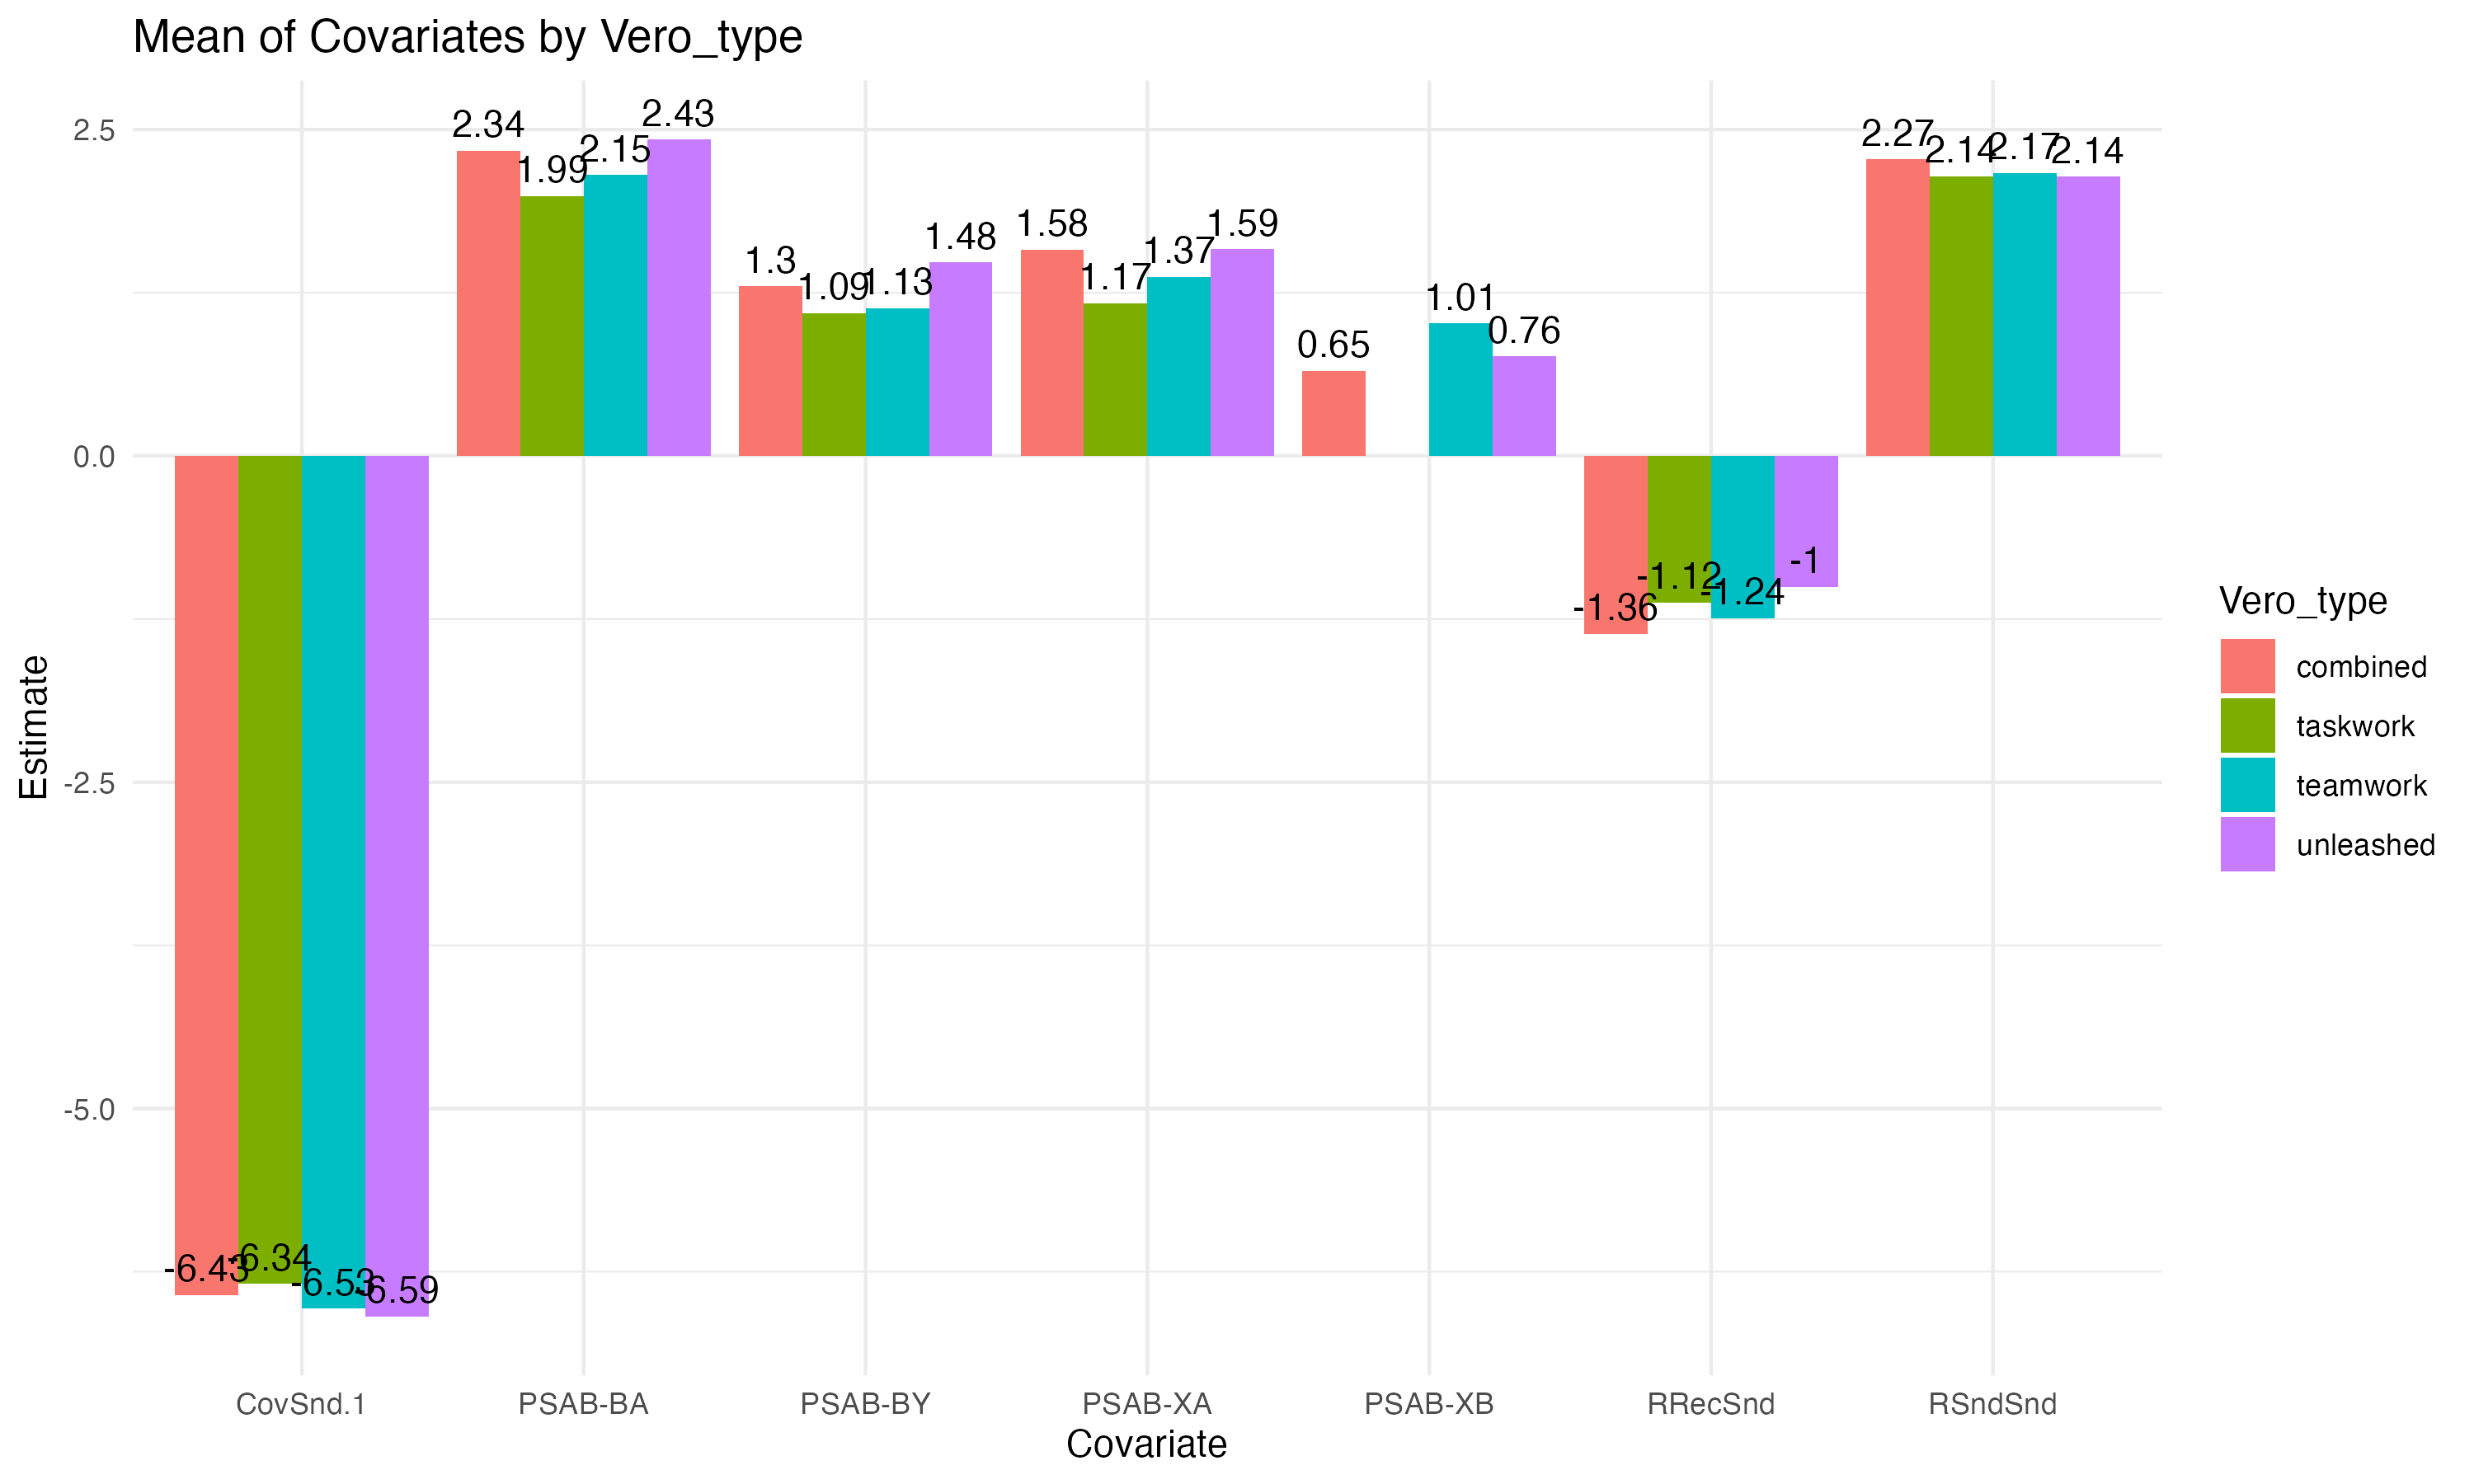 Mean of Covariates by Vero_type
2.5
0.0
-2.5
-5.0
Estimate
-6.43
-6.34
-6.53
-6.59
2.34
1.99
2.15
2.43
1.3
1.09
1.13
1.48
1.58
1.17
1.37
1.59
0.65
1.01
0.76
-1.36
-1.12
-1.24
-1
2.27
2.14
2.17
2.14
CovSnd.1
PSAB-BA
PSAB-BY
PSAB-XA
PSAB-XB
RRecSnd
RSndSnd
Covariate
Vero_type
combined
taskwork
teamwork
unleashed